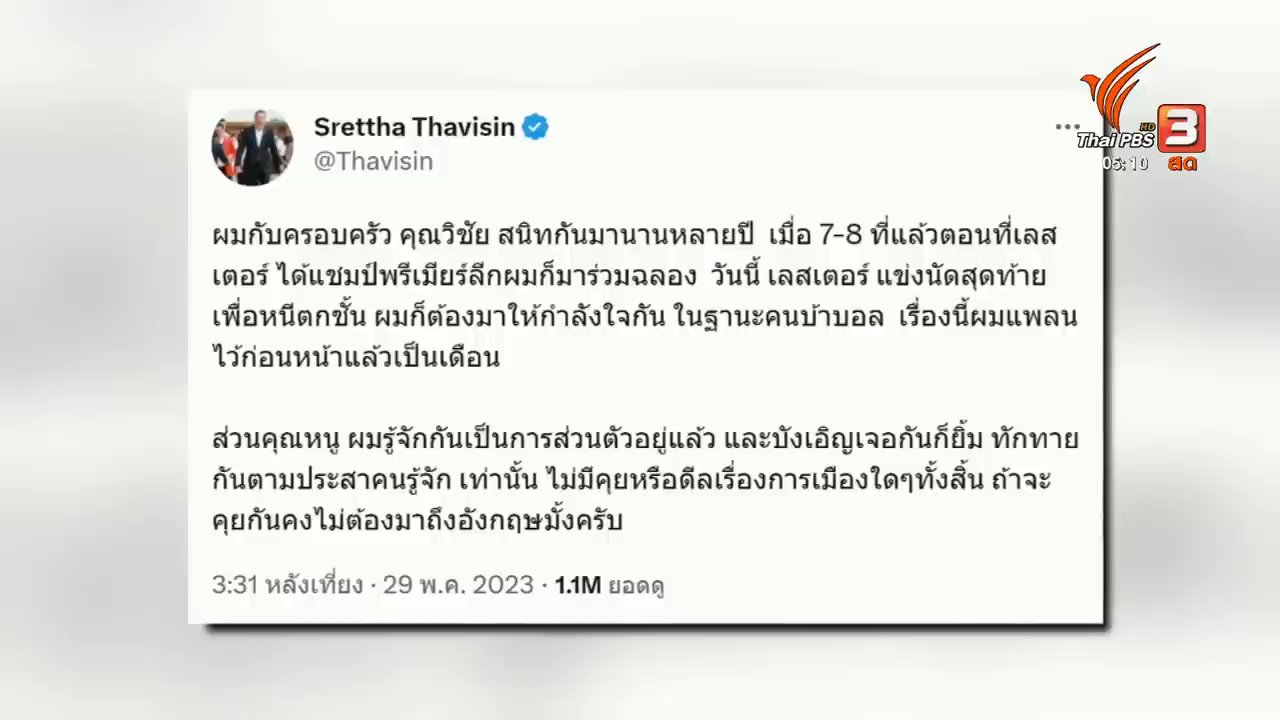 Srettha Thavisin
@Thavisin
Thai PBS HD 3
05:10 สด
ผมกับครอบครัว คุณวิชัย สนิทกันมานานหลายปี เมื่อ 7-8 ที่แล้วตอนที่เลส
เตอร์ ได้แชมป์พรีเมียร์ลีกผมก็มาร่วมฉลอง วันนี้ เลสเตอร์ แข่งนัดสุดท้าย
เพื่อหนีตกชั้น ผมก็ต้องมาให้กำลังใจกัน ในฐานะคนบ้าบอล เรื่องนี้ผมแพลน
ไว้ก่อนหน้าแล้วเป็นเดือน
ส่วนคุณหนู ผมรู้จักกันเป็นการส่วนตัวอยู่แล้ว และบังเอิญเจอกันก็ยิ้ม ทักทาย
กันตามประสาคนรู้จัก เท่านั้น ไม่มีคุยหรือดีลเรื่องการเมืองใดๆทั้งสิ้น ถ้าจะ
คุยกันคงไม่ต้องมาถึงอังกฤษมั้งครับ
3:31 หลังเที่ยง · 29 พ.ค. 2023 · 1.1M ยอดดู